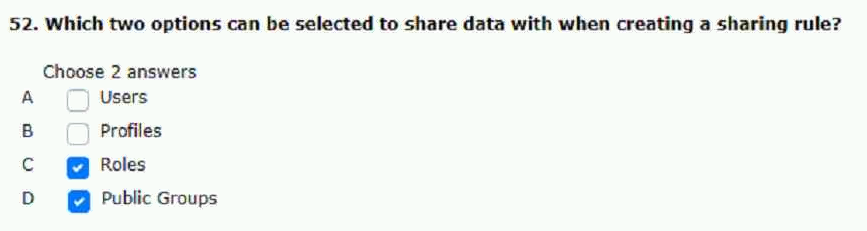 52. Which two options can be selected to share data with when creating a sharing rule?
Choose 2 answers
A Users
B Profiles
C Roles
D Public Groups